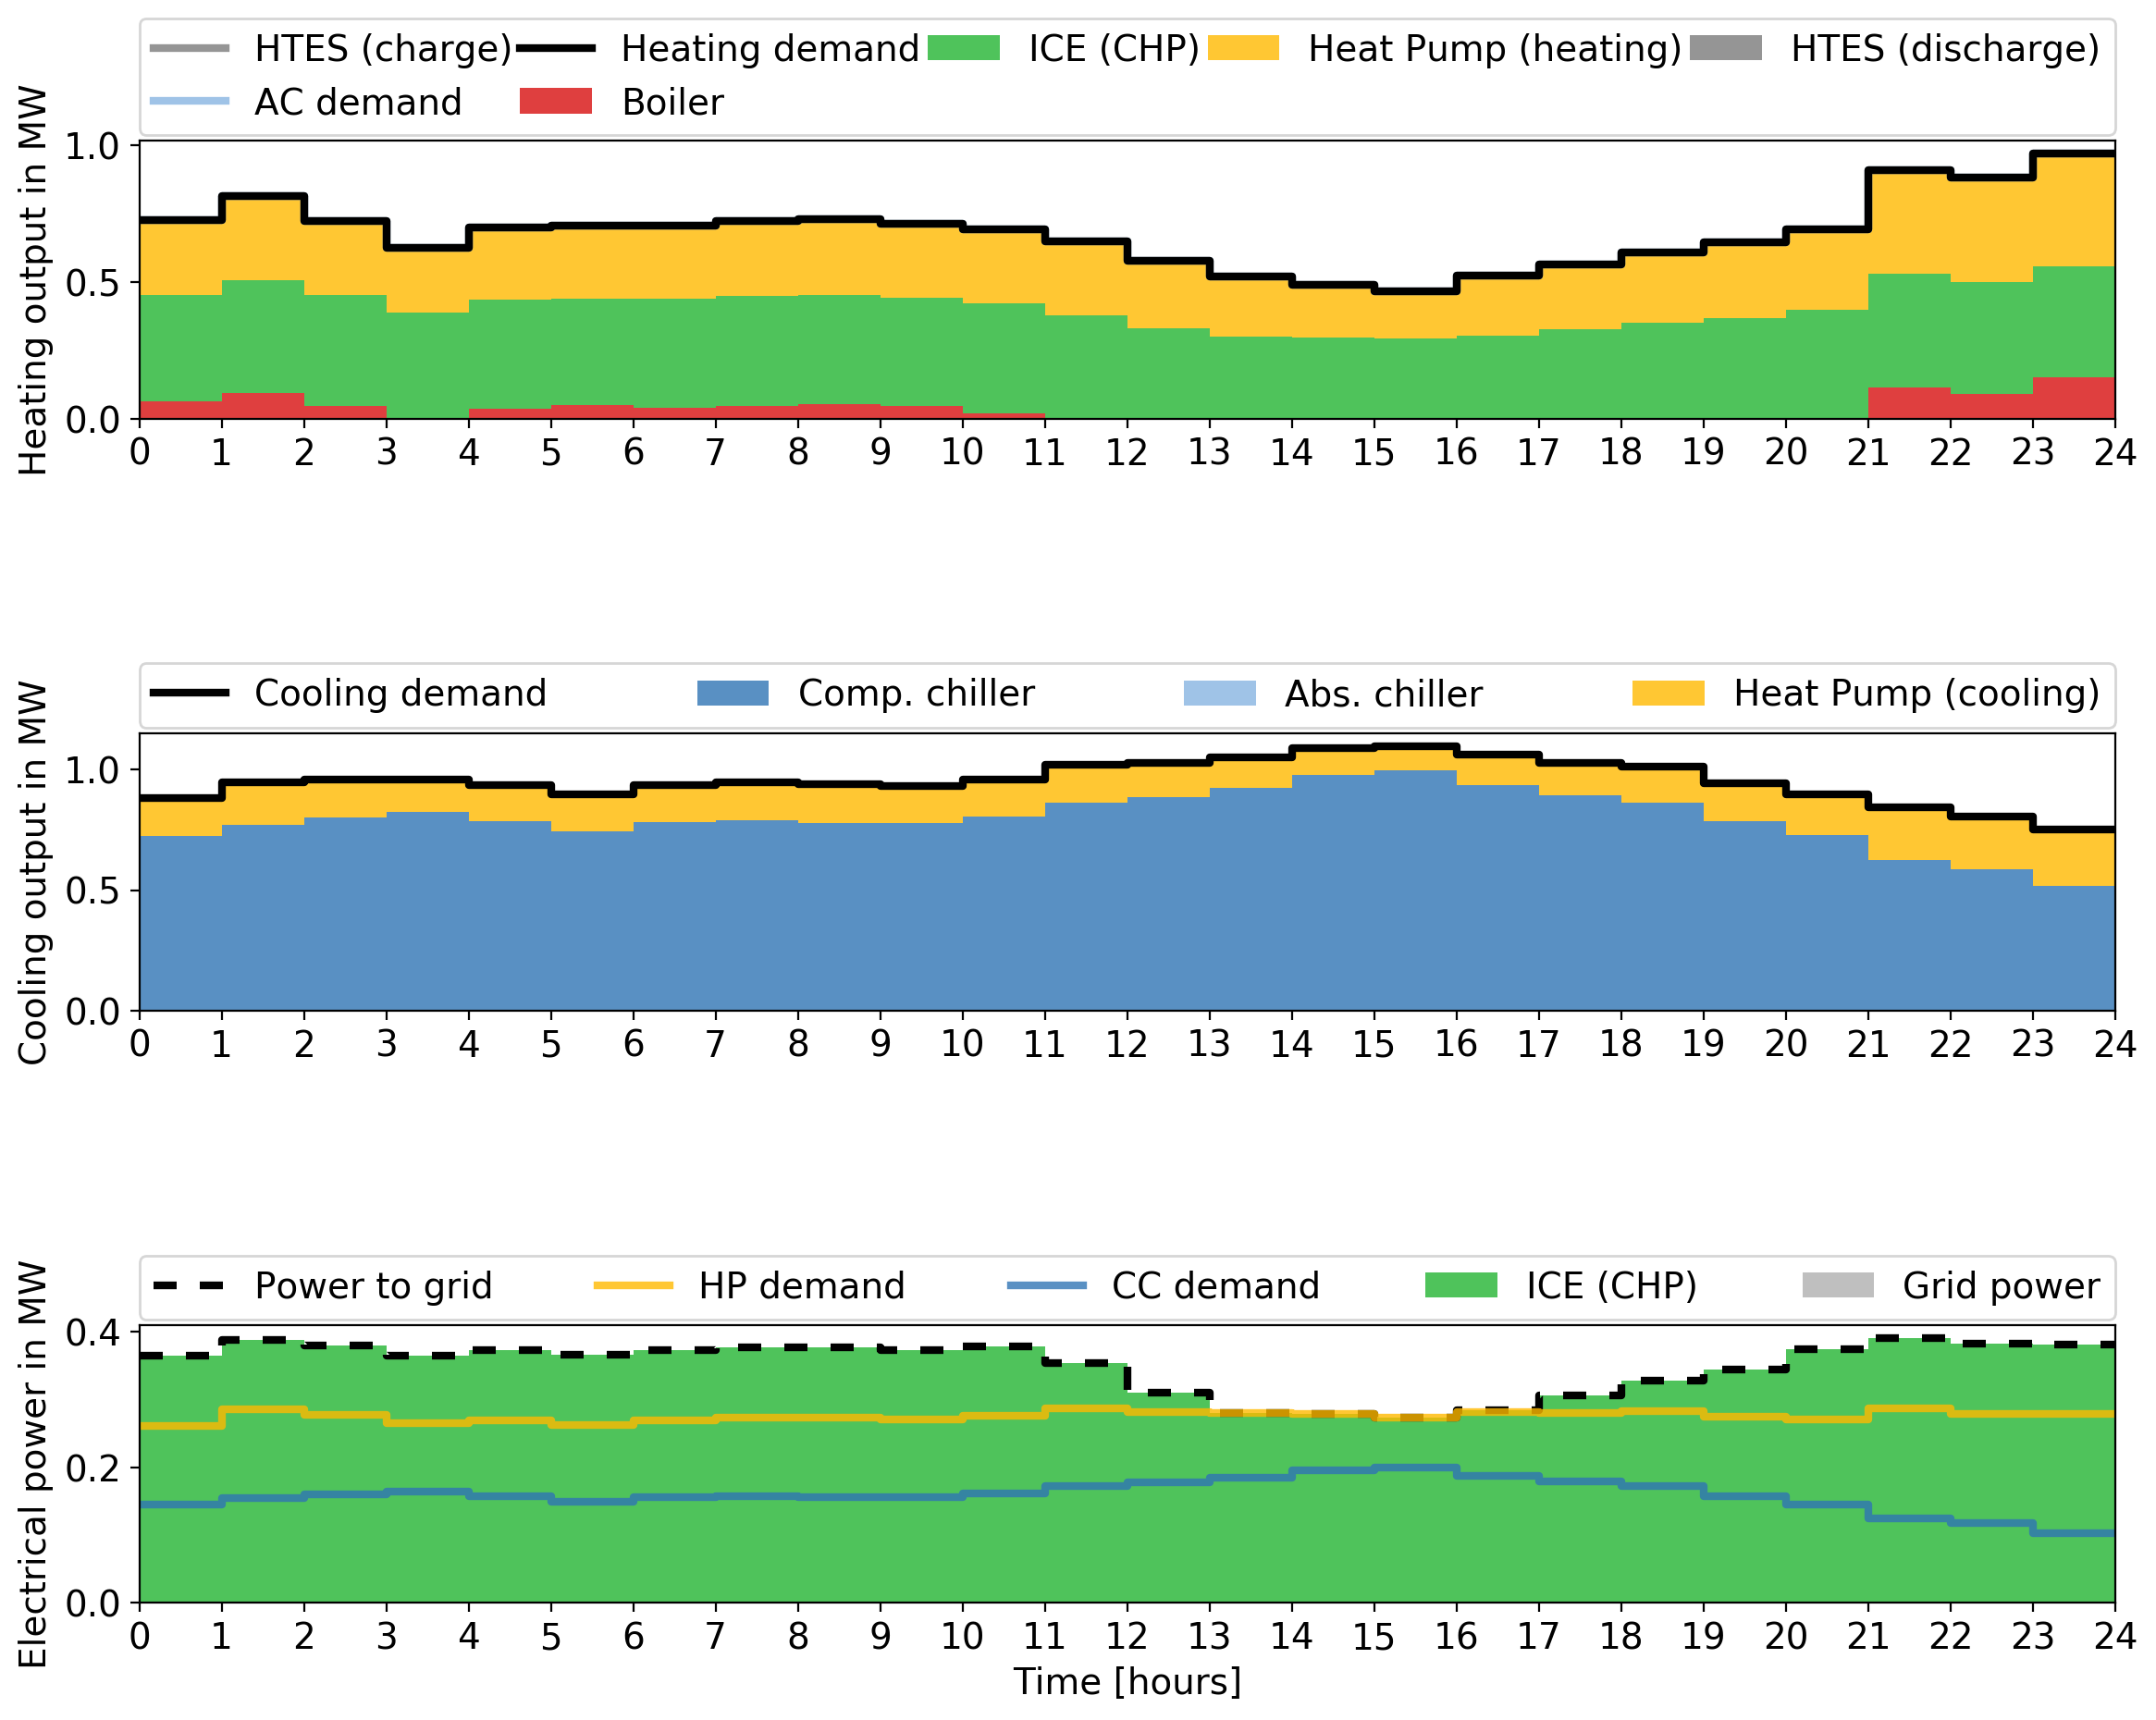 HTES (charge) Heating demand ICE (CHP) Heat Pump (heating) HTES (discharge)
AC demand Boiler
Heating output in MW
1.0
0.5
0.0
0 1 2 3 4 5 6 7 8 9 10 11 12 13 14 15 16 17 18 19 20 21 22 23 24
Cooling demand Comp. chiller Abs. chiller Heat Pump (cooling)
Cooling output in MW
1.0
0.5
0.0
0 1 2 3 4 5 6 7 8 9 10 11 12 13 14 15 16 17 18 19 20 21 22 23 24
Power to grid HP demand CC demand ICE (CHP) Grid power
Electrical power in MW
0.4
0.2
0.0
0 1 2 3 4 5 6 7 8 9 10 11 12 13 14 15 16 17 18 19 20 21 22 23 24
Time [hours]